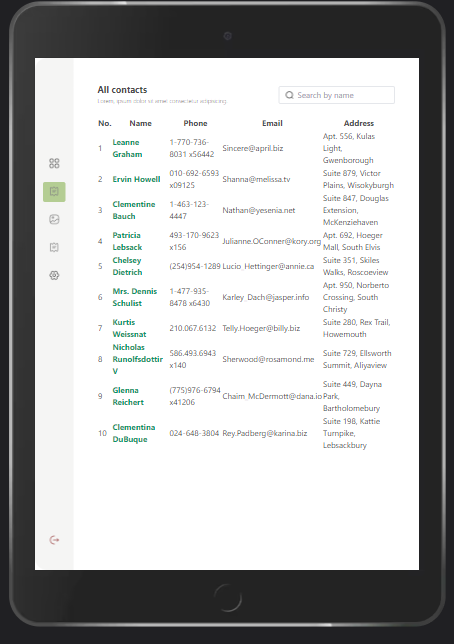 All contacts
Lorem, ipsum dolor sit amet consectetur adipisicing.
Search by name
No. Name Phone Email Address
1 Leanne Graham 1-770-736-8031 x56442 Sincere@april.biz Apt. 556, Kulas Light, Gwenborough
2 Ervin Howell 010-692-6593 x09125 Shanna@melissa.tv Suite 879, Victor Plains, Wisokyburgh
3 Clementine Bauch 1-463-123-4447 Nathan@yesenia.net Suite 847, Douglas Extension, McKenziehaven
4 Patricia Lebsack 493-170-9623 x156 Julianne.OConner@kory.org Apt. 692, Hoeger Mall, South Elvis
5 Chelsey Dietrich (254)954-1289 Lucio_Hettinger@annie.ca Suite 351, Skiles Walks, Roscoeview
6 Mrs. Dennis Schulist 1-477-935-8478 x6430 Karley_Dach@jasper.info Apt. 950, Norberto Crossing, South Christy
7 Kurtis Weissnat 210.067.6132 Telly.Hoeger@billy.biz Suite 280, Rex Trail, Howemouth
8 Nicholas Runolfsdottir V 586.493.6943 x140 Sherwood@rosamond.me Suite 729, Ellsworth Summit, Aliyaview
9 Glenna Reichert (775)976-6794 x41206 Chaim_McDermott@dana.io Suite 449, Dayna Park, Bartholomebury
10 Clementina DuBuque 024-648-3804 Rey.Padberg@karina.biz Suite 198, Kattie Turnpike, Lebsackbury